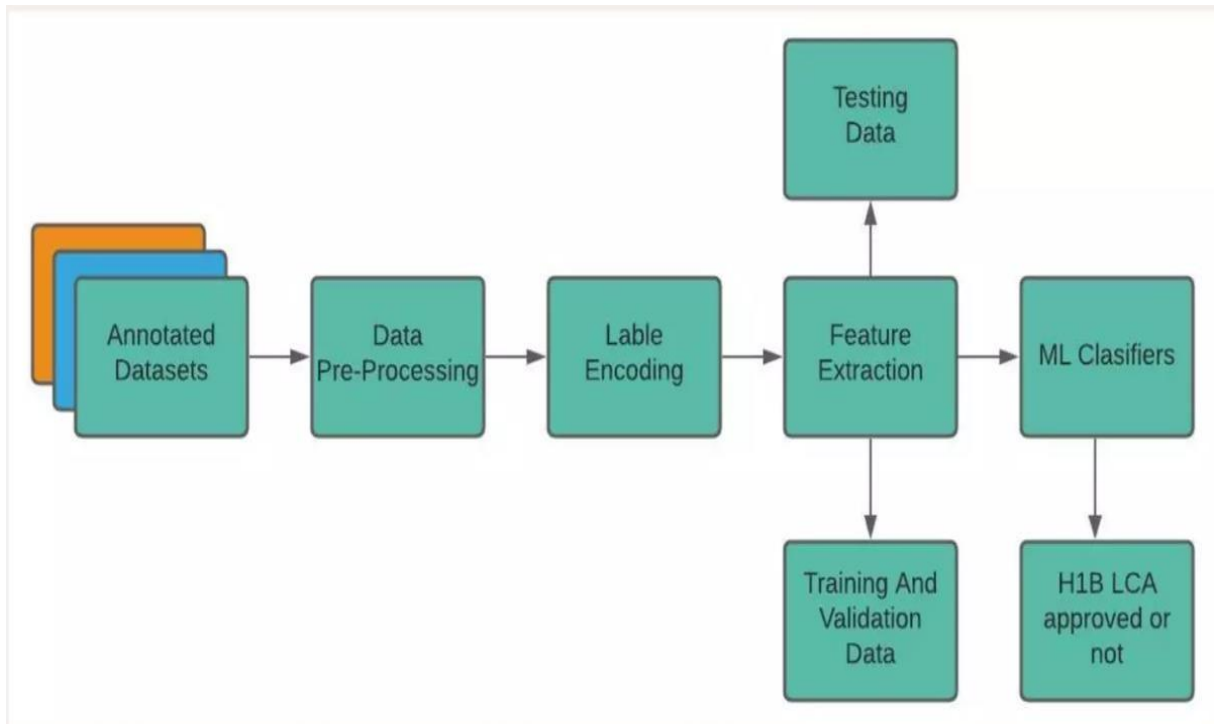 Testing
Data
Annotated
Datasets
Data
Pre-Processing
Lable
Encoding
Feature
Extraction
ML Clasifiers
Training And
Validation
Data
H1B LCA
approved or
not